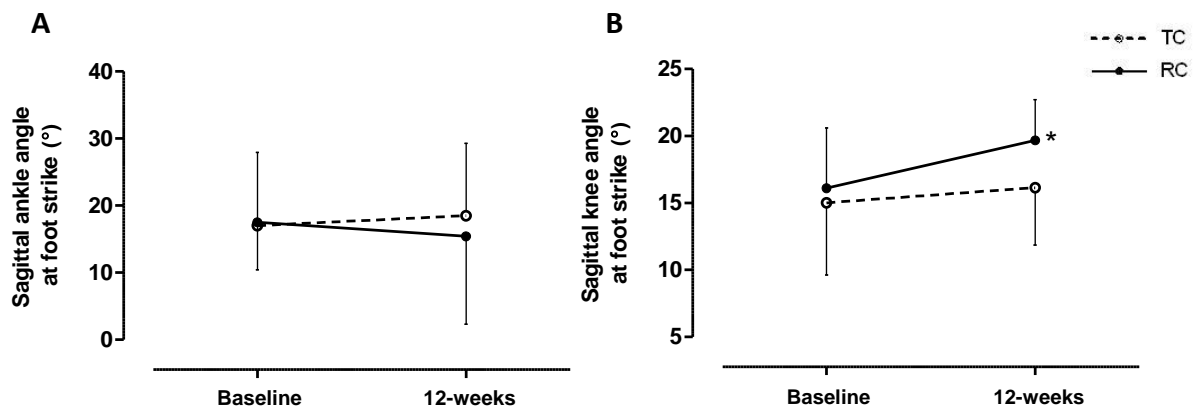 A
Sagittal ankle angle
at foot strike (°)
40
30
20
10
0
Baseline
12-weeks
B
Sagittal knee angle
at foot strike (°)
25
20
15
10
5
*
Baseline
12-weeks
TC
RC